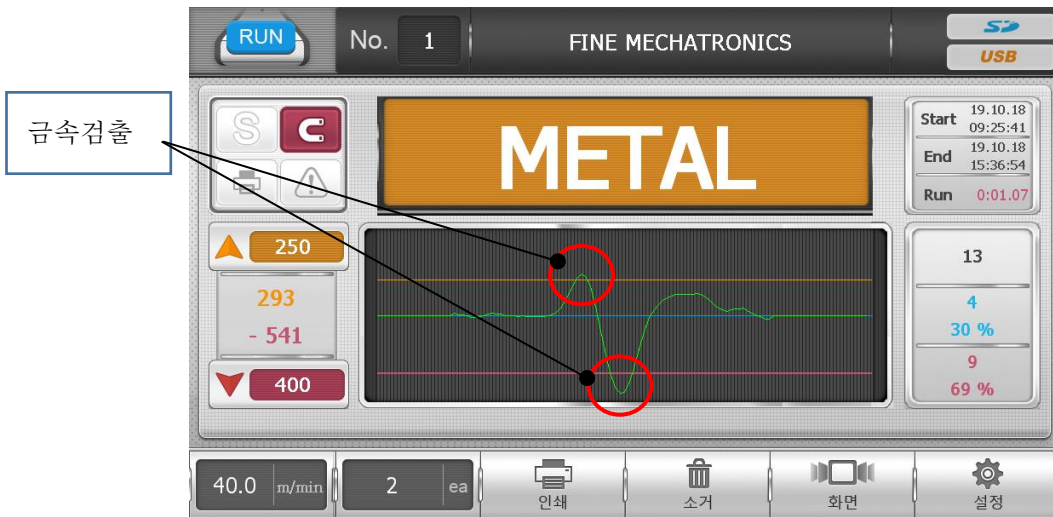 RUN
No. 1
FINE MECHATRONICS
SD
USB
금속검출
S
METAL
Start 19.10.18 09:25:41
End 19.10.18 15:36:54
Run 0:01.07
250
293
- 541
400
13
4
30 %
9
69 %
40.0 m/min
2 ea
인쇄
소거
화면
설정